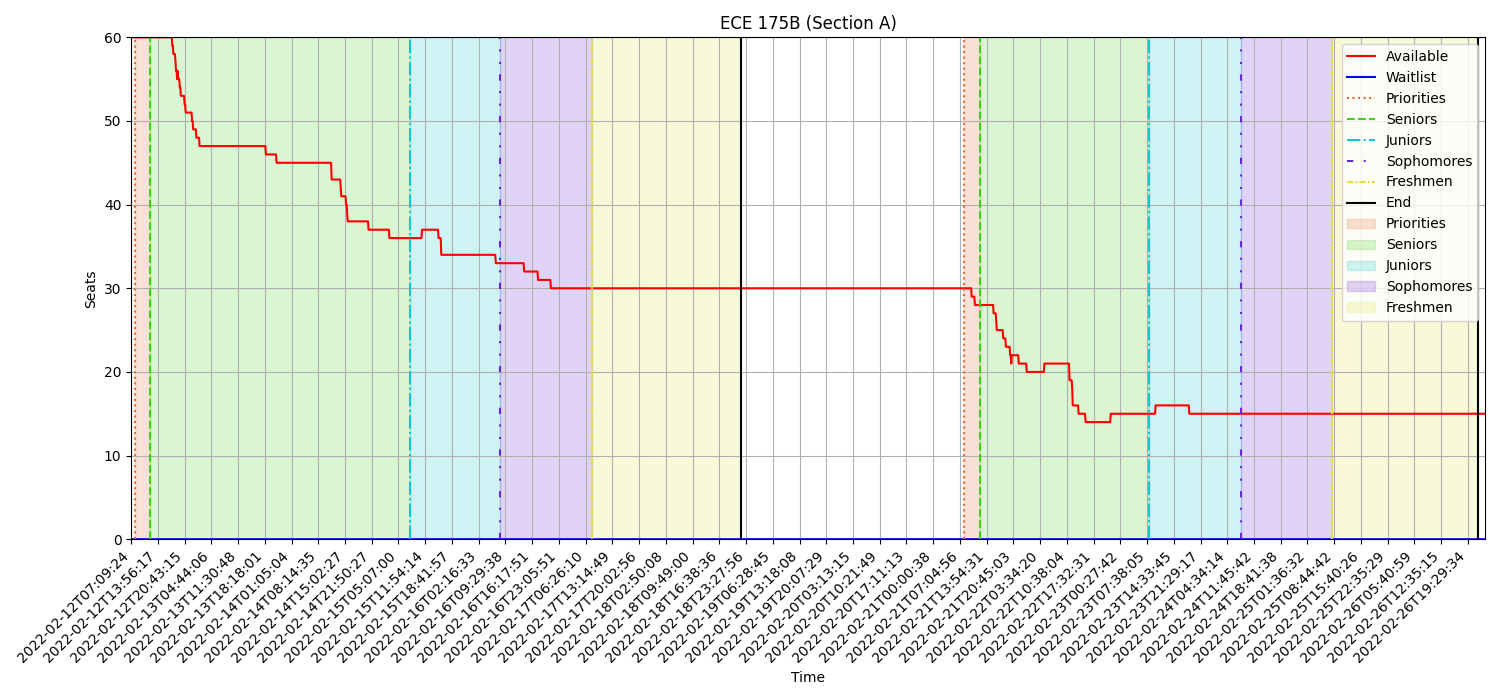 ECE 175B (Section A)
60
50
40
30
20
10
0
Seats
Available
Waitlist
Priorities
Seniors
Juniors
Sophomores
Freshmen
End
Priorities
Seniors
Juniors
Sophomores
Freshmen
2022-02-12T07:09:24
2022-02-12T13:56:17
2022-02-12T20:43:15
2022-02-13T04:44:06
2022-02-13T11:30:48
2022-02-13T18:18:01
2022-02-14T01:05:04
2022-02-14T08:14:35
2022-02-14T15:02:27
2022-02-14T21:50:27
2022-02-15T05:07:00
2022-02-15T11:54:14
2022-02-15T18:41:57
2022-02-16T02:16:33
2022-02-16T09:29:38
2022-02-16T16:17:51
2022-02-16T23:05:51
2022-02-17T06:26:10
2022-02-17T13:14:49
2022-02-17T20:02:56
2022-02-18T02:50:08
2022-02-18T09:49:00
2022-02-18T16:38:36
2022-02-18T23:27:56
2022-02-19T06:28:45
2022-02-19T13:18:08
2022-02-19T20:07:29
2022-02-20T03:13:15
2022-02-20T10:21:49
2022-02-20T17:11:13
2022-02-21T00:00:38
2022-02-21T07:04:56
2022-02-21T13:54:31
2022-02-21T20:45:03
2022-02-22T03:34:20
2022-02-22T10:38:04
2022-02-22T17:32:31
2022-02-23T00:27:42
2022-02-23T07:38:05
2022-02-23T14:33:45
2022-02-23T21:29:17
2022-02-24T04:34:14
2022-02-24T11:45:42
2022-02-24T18:41:38
2022-02-25T01:36:32
2022-02-25T08:44:42
2022-02-25T15:40:26
2022-02-25T22:35:29
2022-02-26T05:40:59
2022-02-26T12:35:15
2022-02-26T19:29:34
Time